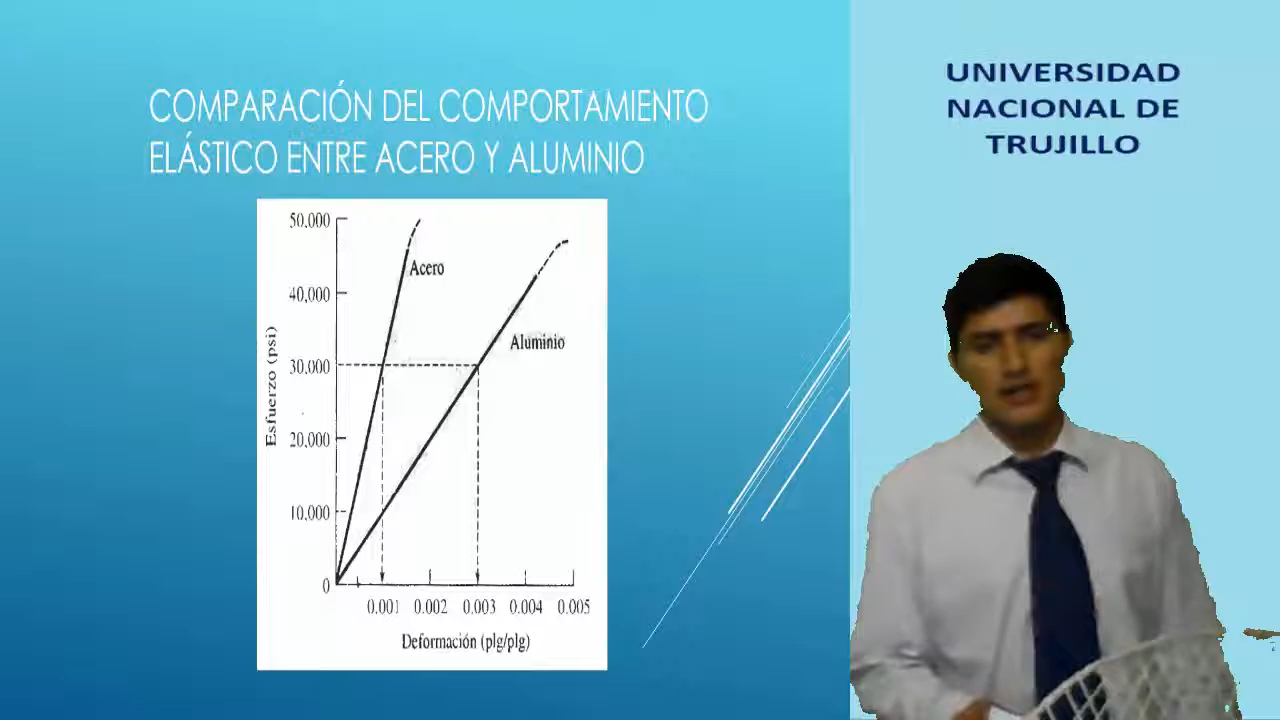 COMPARACIÓN DEL COMPORTAMIENTO
ELÁSTICO ENTRE ACERO Y ALUMINIO
50,000
Acero
40,000
Aluminio
30,000
20,000
10,000
0
Esfuerzo (psi)
0.001 0.002 0.003 0.004 0.005
Deformación (plg/plg)
UNIVERSIDAD
NACIONAL DE
TRUJILLO